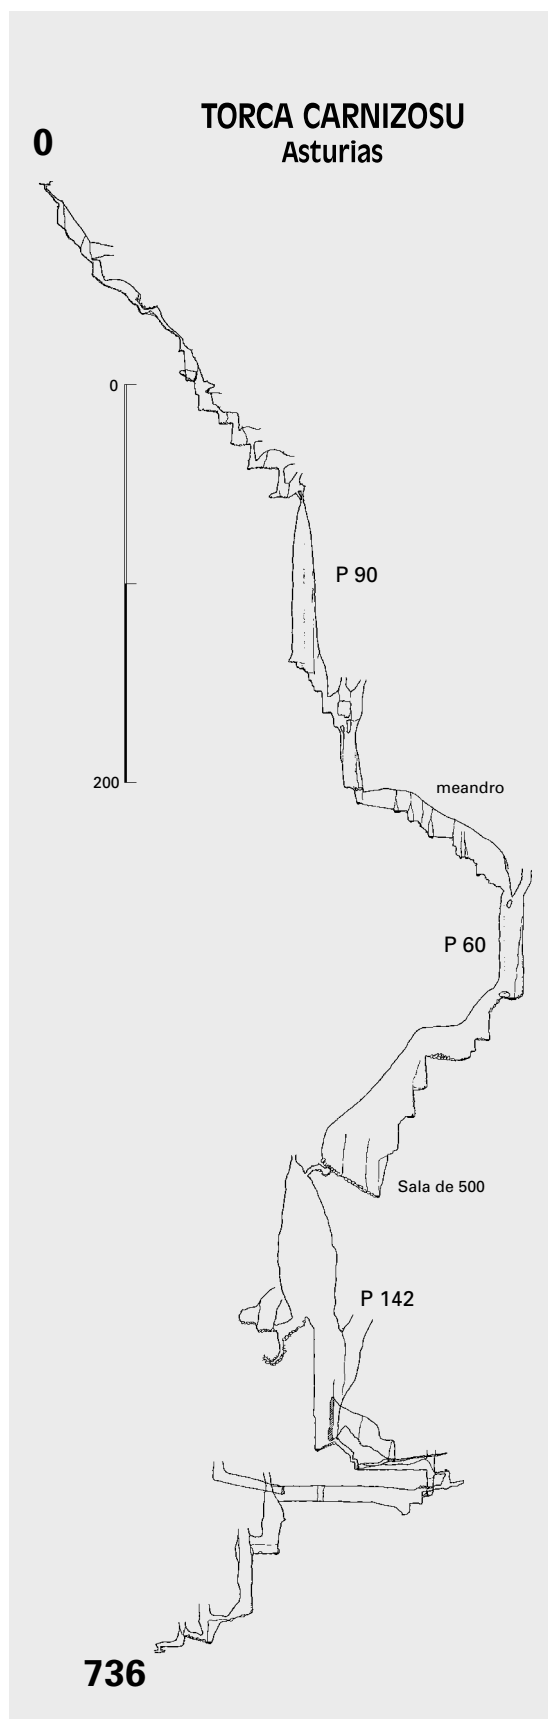 TORCA CARNIZOSU
Asturias
0
0
P 90
200
meandro
P 60
Sala de 500
P 142
736